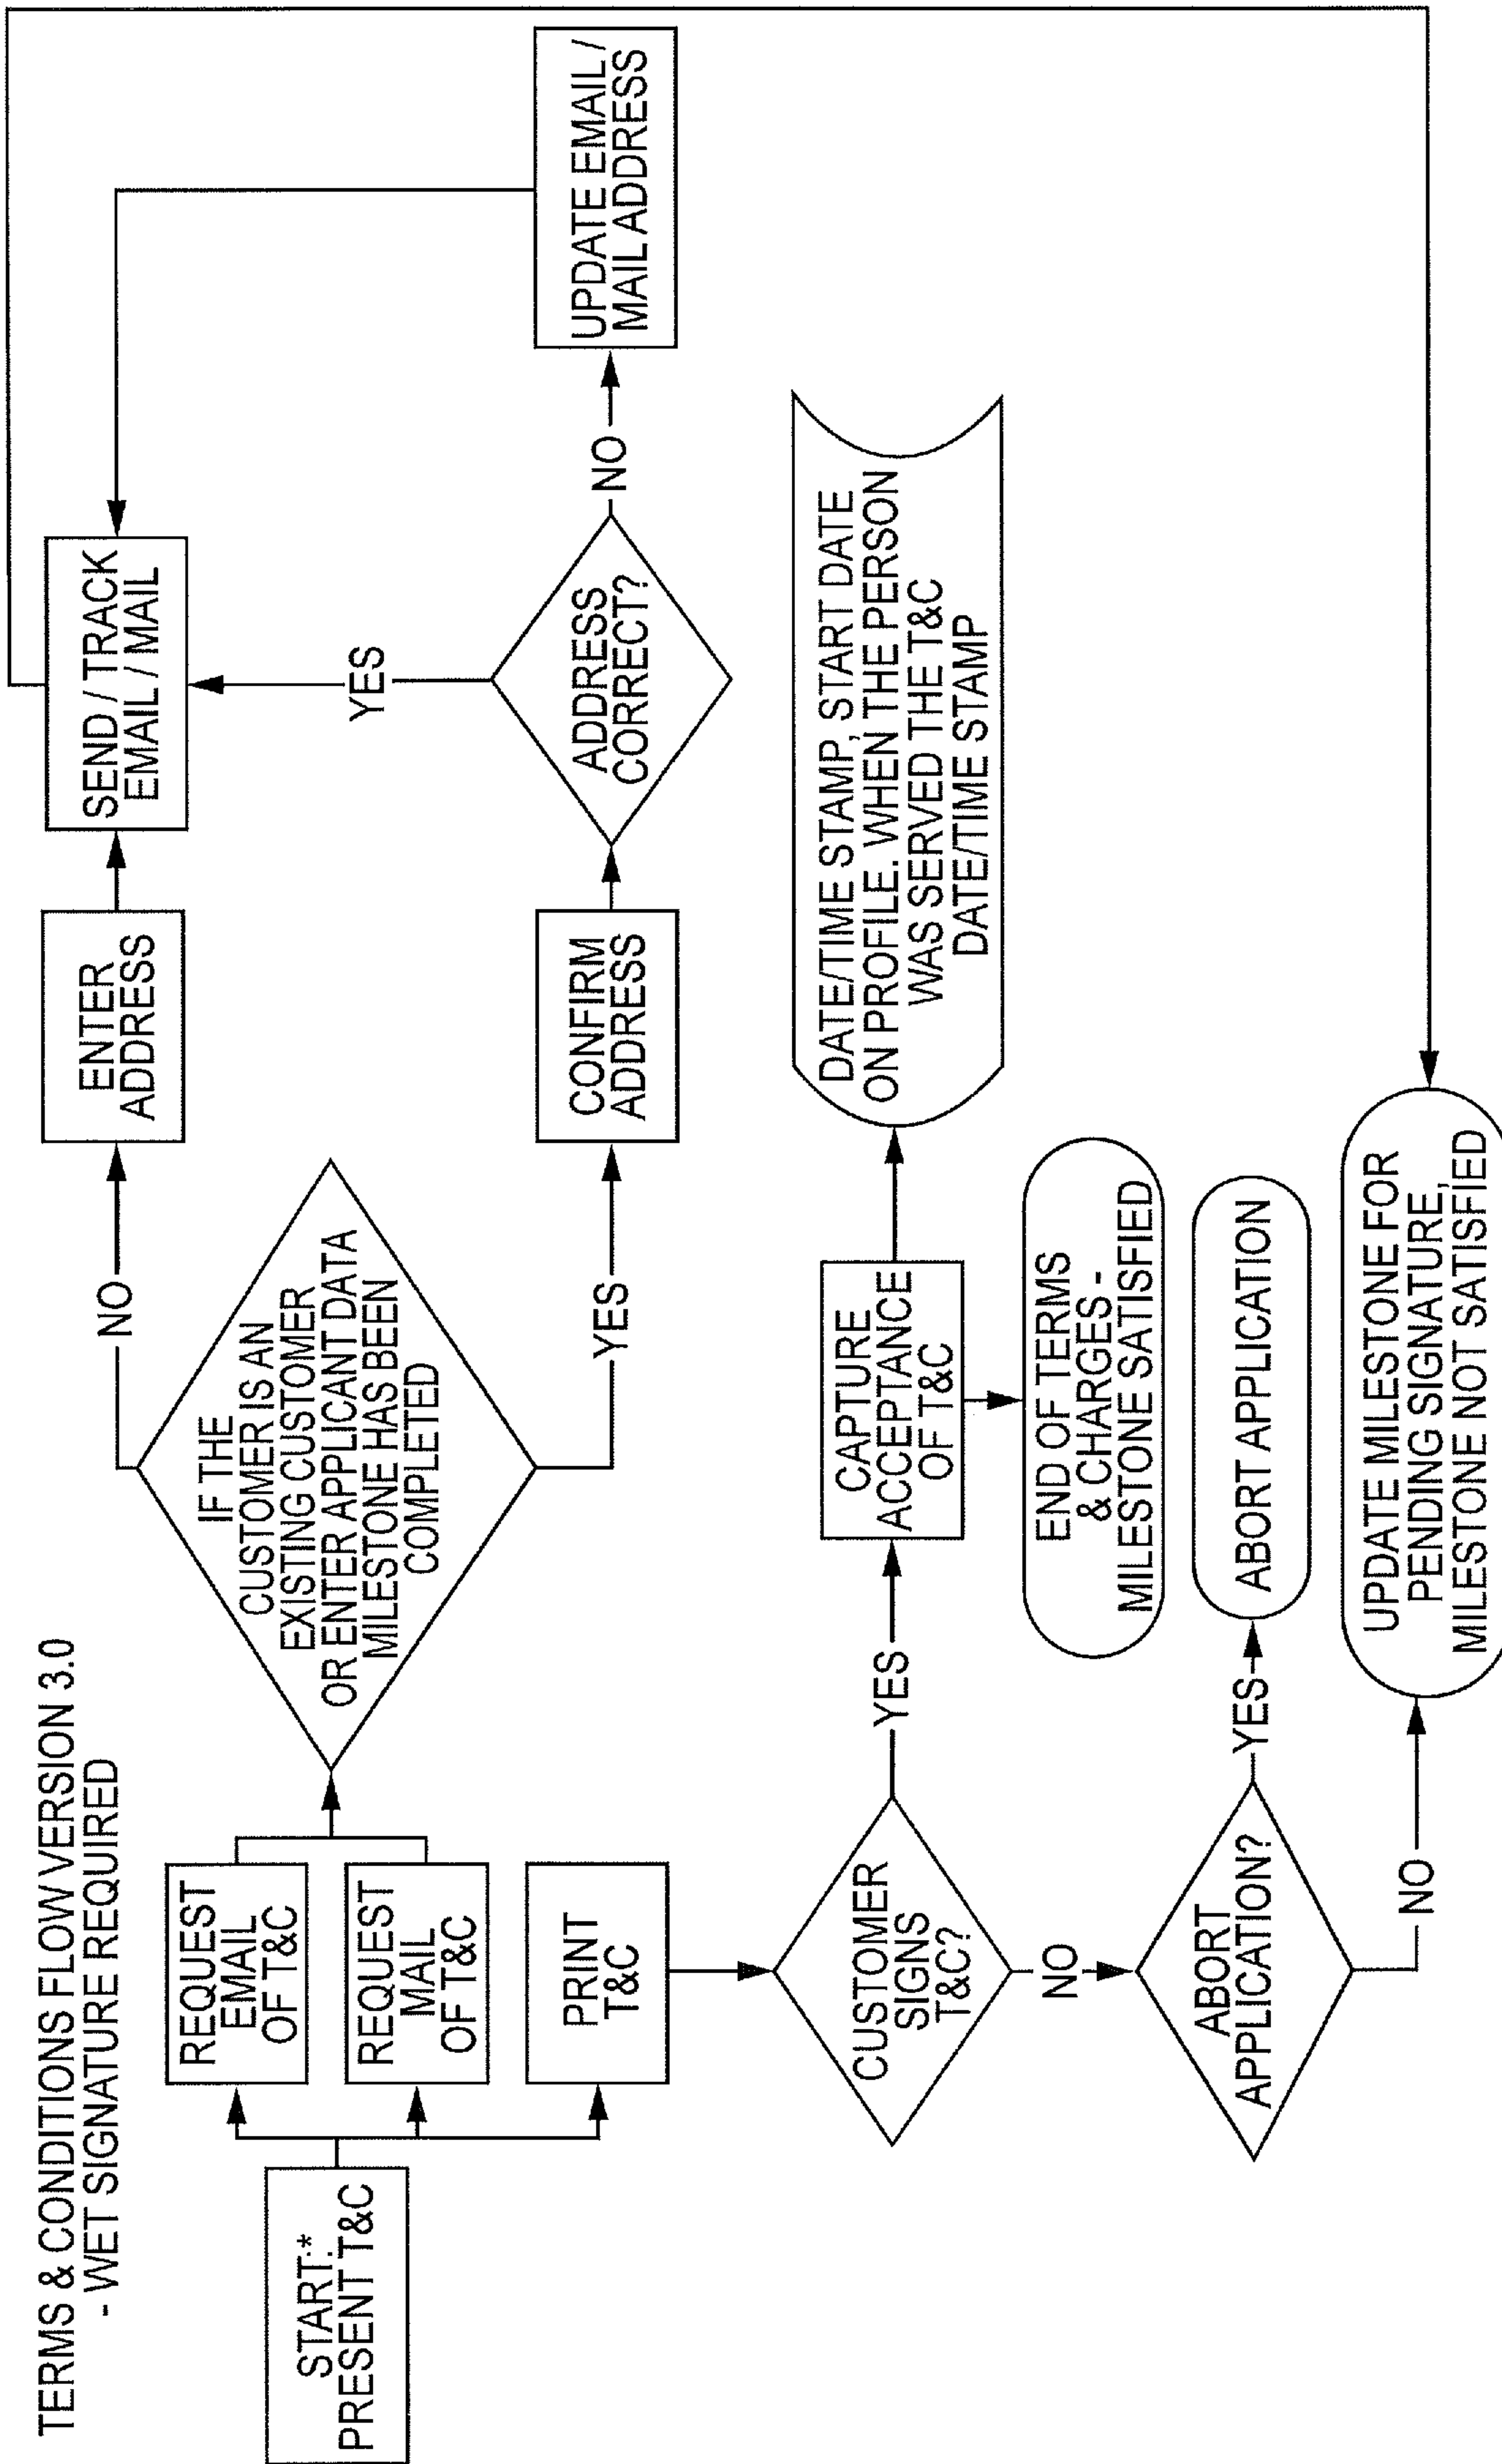 TERMS & CONDITIONS FLOW VERSION 3.0
- WET SIGNATURE REQUIRED
START:*
PRESENT T&C
REQUEST
EMAIL
OF T&C
REQUEST
MAIL
OF T&C
PRINT
T&C
IF THE
CUSTOMER IS AN
EXISTING CUSTOMER
OR ENTER APPLICANT DATA
MILESTONE HAS BEEN
COMPLETED
NO
ENTER
ADDRESS
SEND / TRACK
EMAIL / MAIL
YES
CONFIRM
ADDRESS
ADDRESS
CORRECT?
YES
NO
UPDATE EMAIL /
MAIL ADDRESS
CUSTOMER
SIGNS
T&C?
YES
CAPTURE
ACCEPTANCE
OF T&C
DATE/TIME STAMP, START DATE
ON PROFILE. WHEN THE PERSON
WAS SERVED THE T&C
DATE/TIME STAMP
END OF TERMS
& CHARGES -
MILESTONE SATISFIED
NO
ABORT
APPLICATION?
YES
ABORT APPLICATION
NO
UPDATE MILESTONE FOR
PENDING SIGNATURE,
MILESTONE NOT SATISFIED